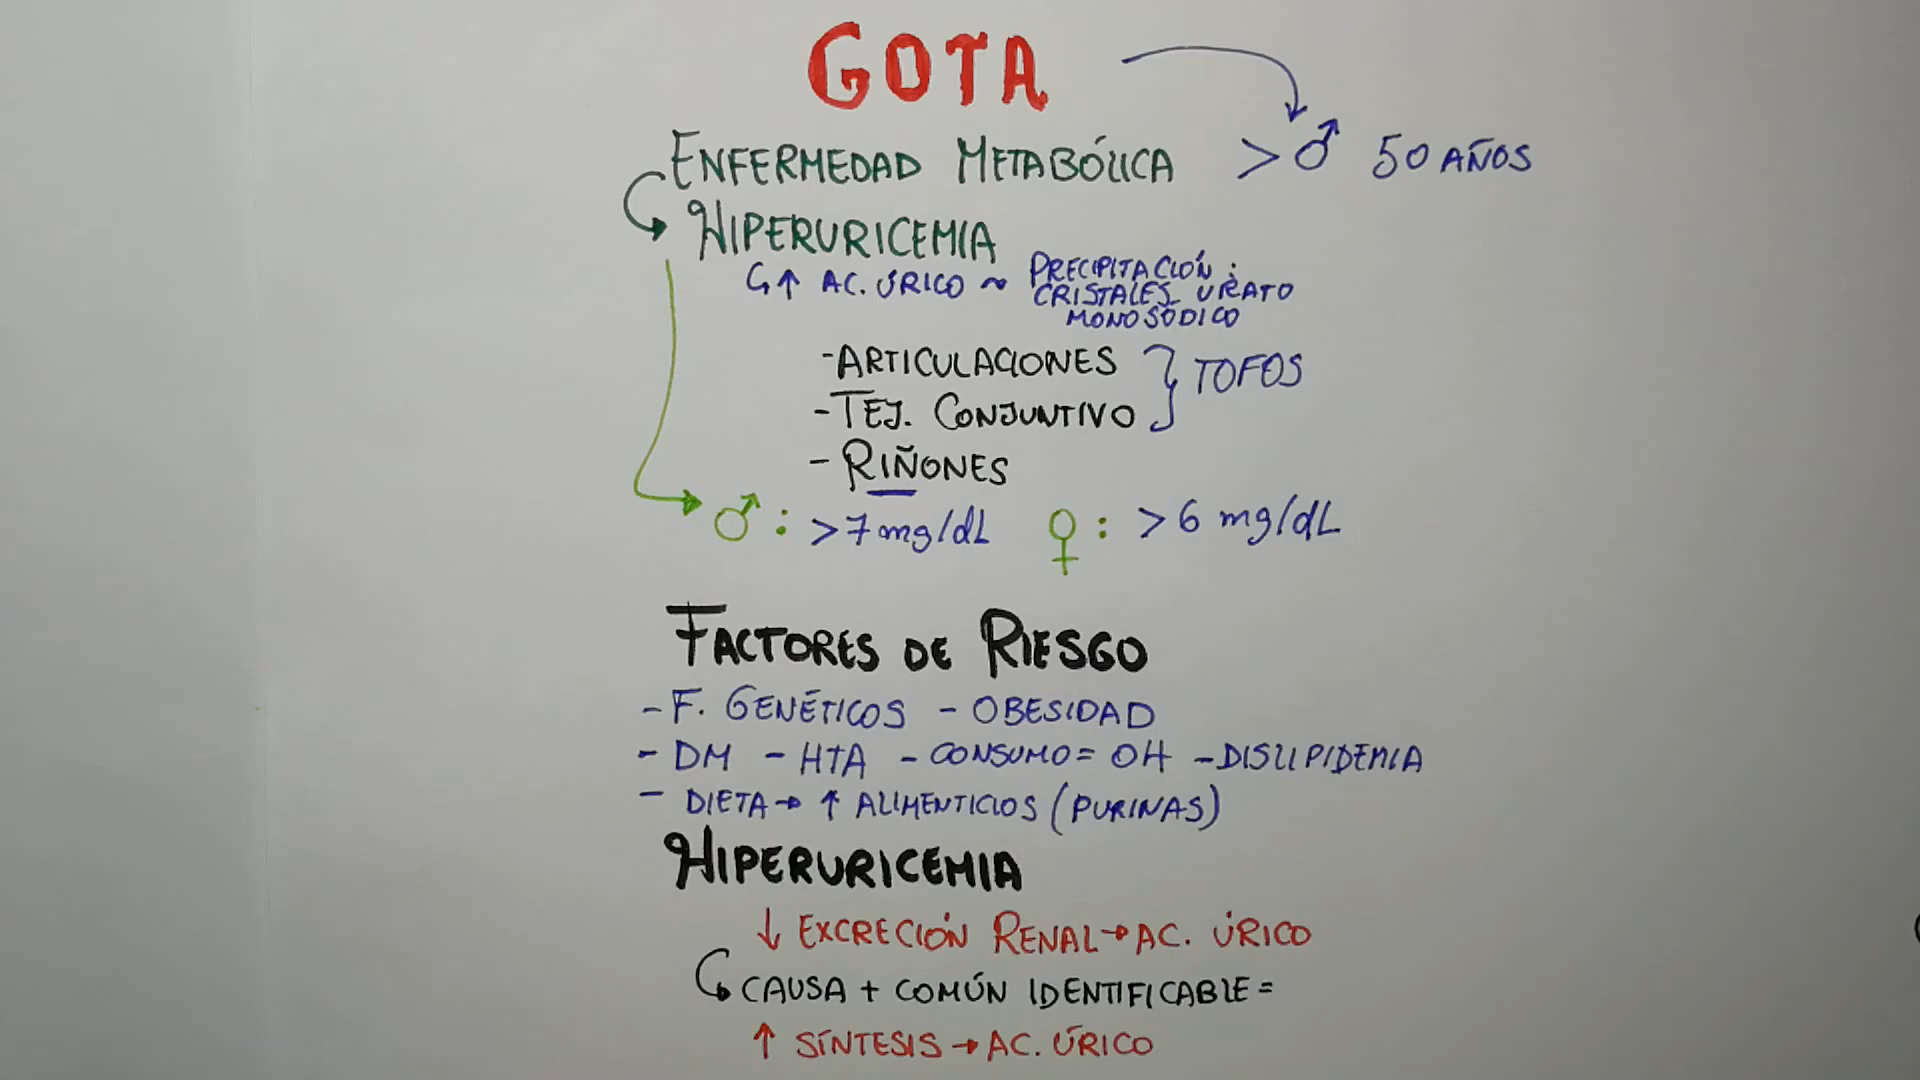 GOTA
ENFERMEDAD METABÓLICA > ♂ 50 AÑOS
HIPERURICEMIA
↳ ↑ AC. ÚRICO ~ PRECIPITACIÓN:
CRISTALES URATO
MONOSÓDICO
- ARTICULACIONES } TOFOS
- TEJ. CONJUNTIVO
- RIÑONES
♂: >7 mg/dL ♀: >6 mg/dL
FACTORES DE RIESGO
- F. GENÉTICOS - OBESIDAD
- DM - HTA - CONSUMO = OH - DISLIPIDEMIA
- DIETA → ↑ ALIMENTICIOS (PURINAS)
HIPERURICEMIA
↓ EXCRECIÓN RENAL → AC. ÚRICO
↳ CAUSA + COMÚN IDENTIFICABLE =
↑ SÍNTESIS → AC. ÚRICO